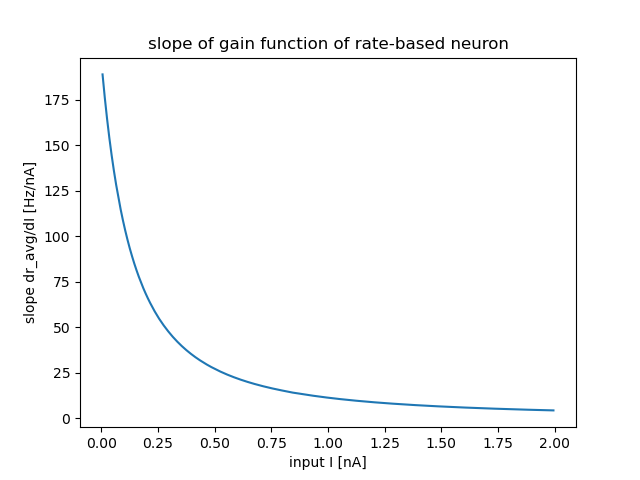 slope of gain function of rate-based neuron
slope dr_avg/dI [Hz/nA]
175
150
125
100
75
50
25
0
0.00 0.25 0.50 0.75 1.00 1.25 1.50 1.75 2.00
input I [nA]